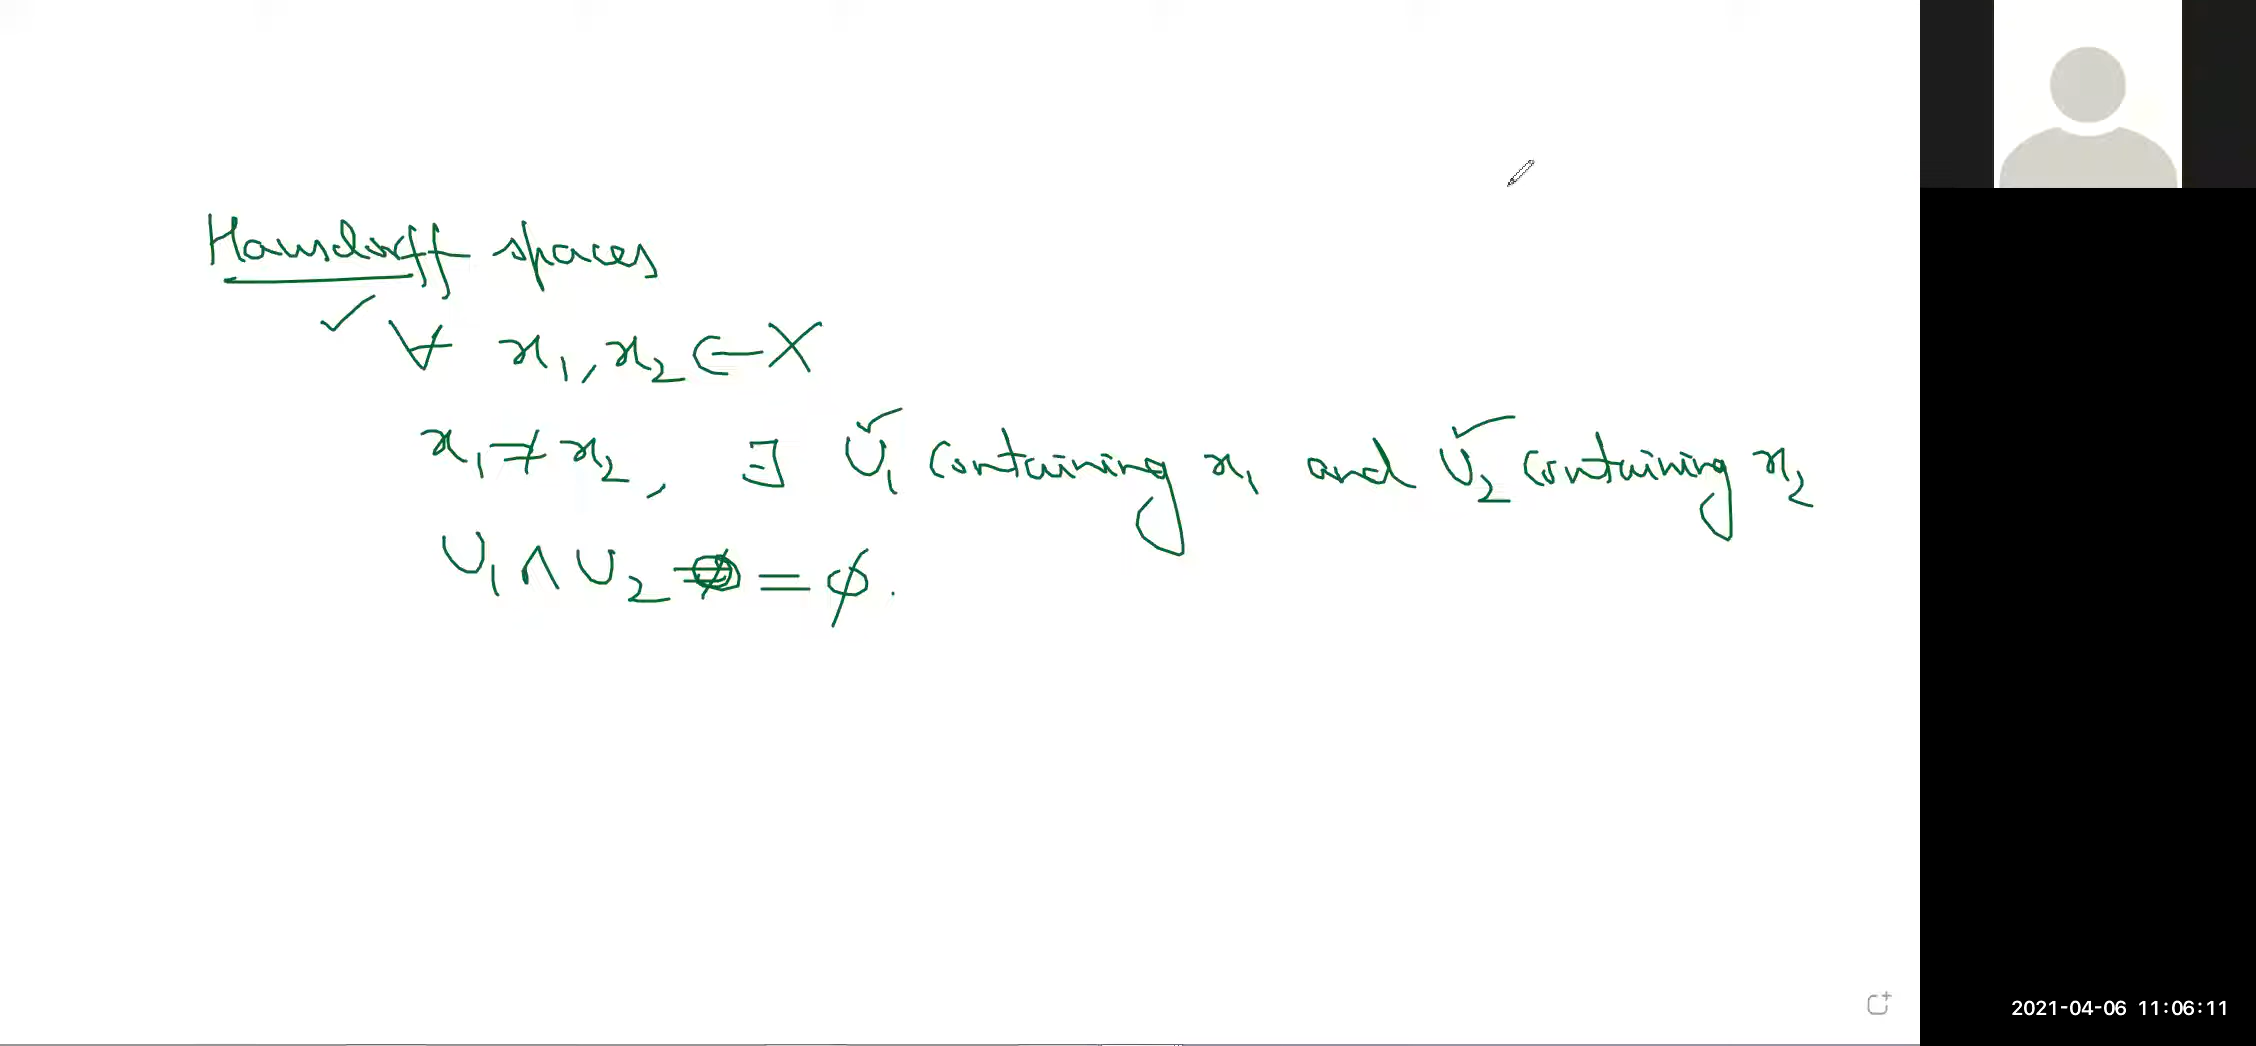 Hausdorff spaces
∀ x₁, x₂ ∈ X
x₁ ≠ x₂, ∃ U₁ containing x₁ and U₂ containing x₂
U₁ ∩ U₂ = φ.
2021-04-06 11:06:11